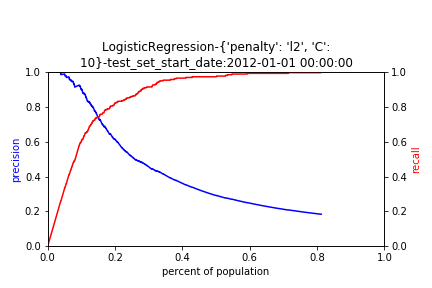 LogisticRegression-{'penalty': 'l2', 'C':
10}-test_set_start_date:2012-01-01 00:00:00
1.0
0.8
0.6
0.4
0.2
0.0
precision
1.0
0.8
0.6
0.4
0.2
0.0
recall
0.0 0.2 0.4 0.6 0.8 1.0
percent of population